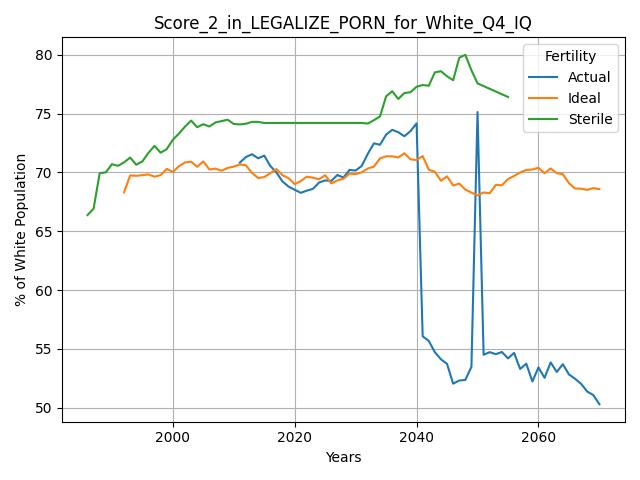 Score_2_in_LEGALIZE_PORN_for_White_Q4_IQ
Fertility
Actual
Ideal
Sterile
% of White Population
80
75
70
65
60
55
50
2000
2020
2040
2060
Years